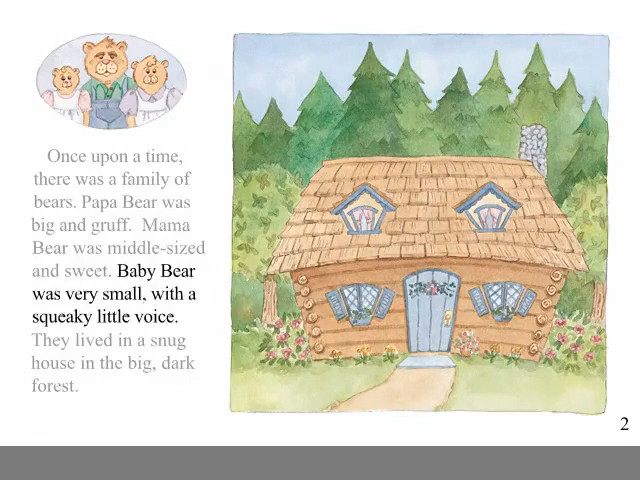 Once upon a time,
there was a family of
bears. Papa Bear was
big and gruff.  Mama
Bear was middle-sized
and sweet. Baby Bear
was very small, with a
squeaky little voice.
They lived in a snug
house in the big, dark
forest.
2